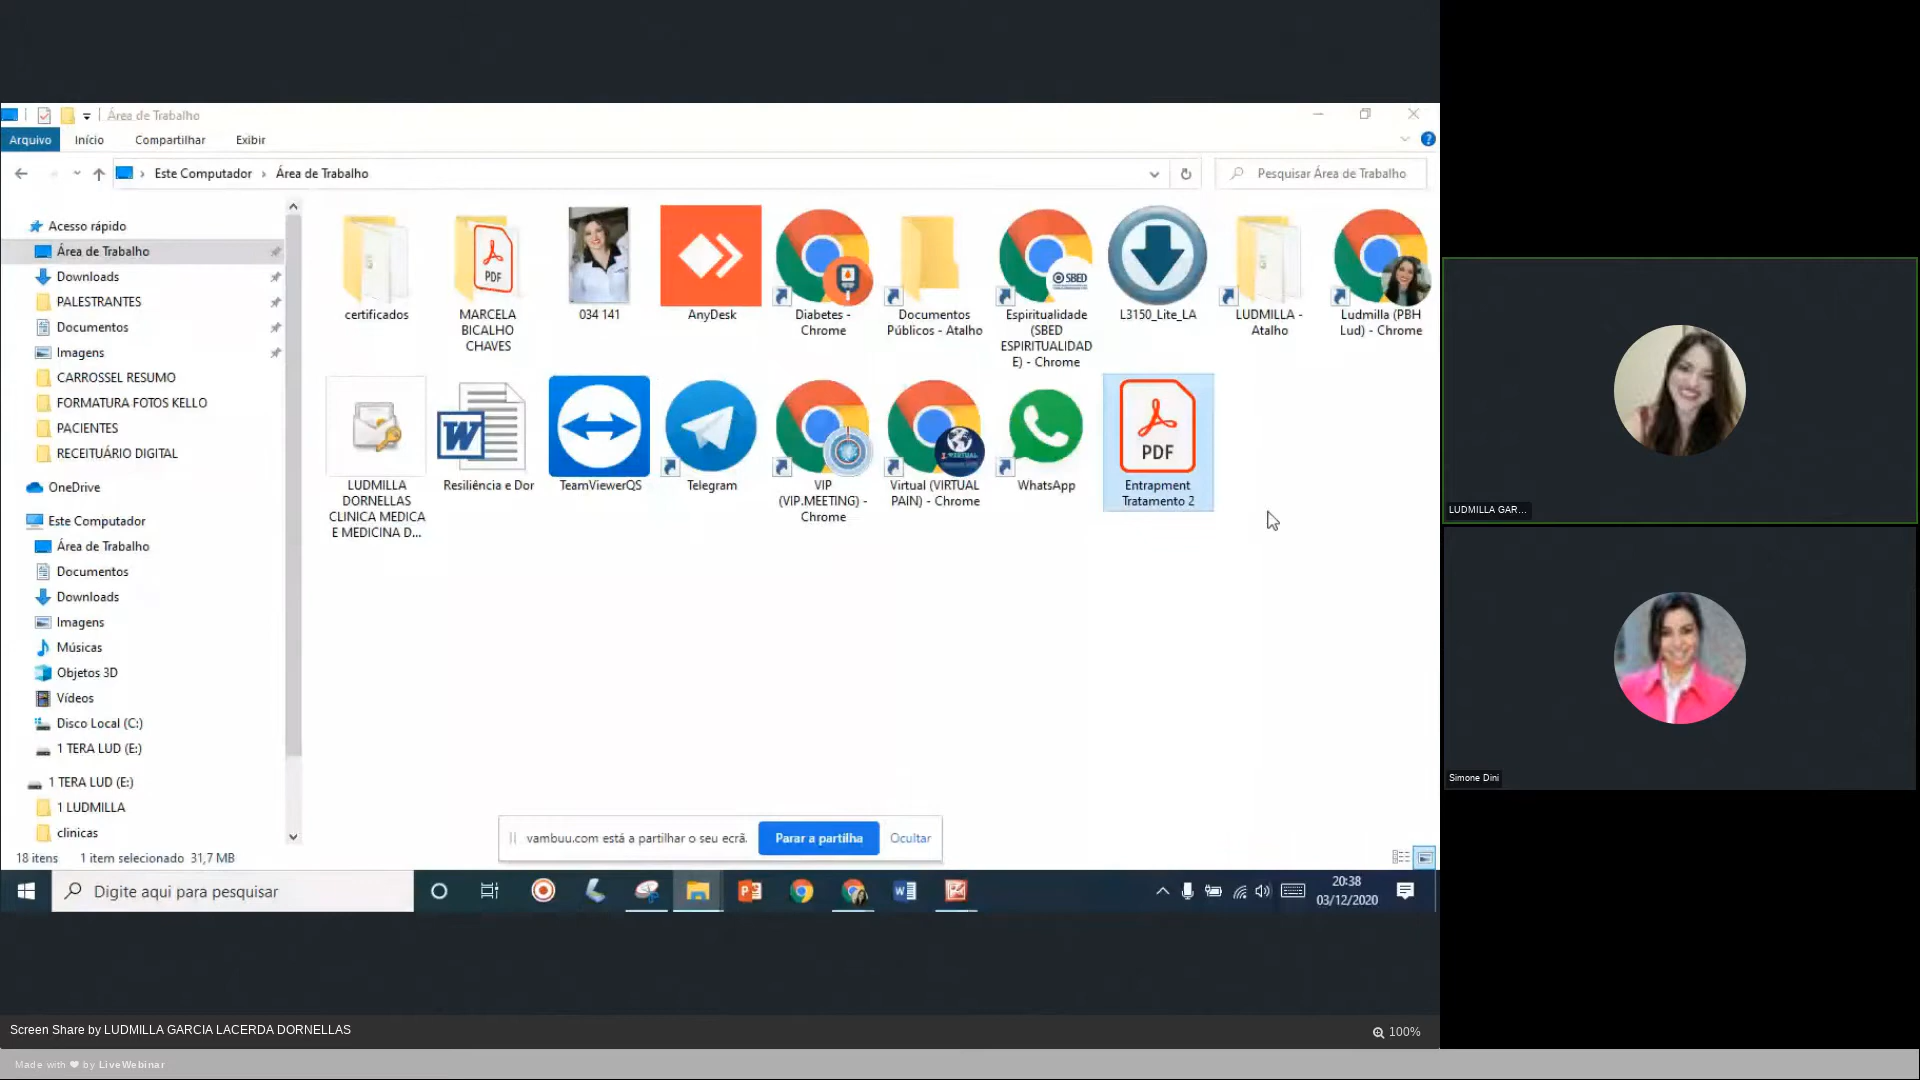 Área de Trabalho
Arquivo Início Compartilhar Exibir
Este Computador › Área de Trabalho
Pesquisar Área de Trabalho
Acesso rápido
Área de Trabalho
Downloads
PALESTRANTES
Documentos
Imagens
CARROSSEL RESUMO
FORMATURA FOTOS KELLO
PACIENTES
RECEITUÁRIO DIGITAL
OneDrive
Este Computador
Área de Trabalho
Documentos
Downloads
Imagens
Músicas
Objetos 3D
Vídeos
Disco Local (C:)
1 TERA LUD (E:)
1 TERA LUD (E:)
1 LUDMILLA
clinicas
certificados
PDF
MARCELA
BICALHO
CHAVES
034 141
AnyDesk
Diabetes -
Chrome
Documentos
Públicos - Atalho
SBED
Espiritualidade
(SBED
ESPIRITUALIDAD
E) - Chrome
L3150_Lite_LA
LUDMILLA -
Atalho
Ludmilla (PBH
Lud) - Chrome
LUDMILLA
DORNELLAS
CLINICA MEDICA
E MEDICINA D...
W
Resiliência e Dor
TeamViewerQS
Telegram
VIP
(VIP.MEETING) -
Chrome
VIRTUAL
Virtual (VIRTUAL
PAIN) - Chrome
WhatsApp
PDF
Entrapment
Tratamento 2
vambuu.com está a partilhar o seu ecrã.
Parar a partilha
Ocultar
18 itens 1 item selecionado 31,7 MB
Digite aqui para pesquisar
20:38
03/12/2020
LUDMILLA GAR...
Simone Dini
Screen Share by LUDMILLA GARCIA LACERDA DORNELLAS
100%
Made with ❤ by LiveWebinar